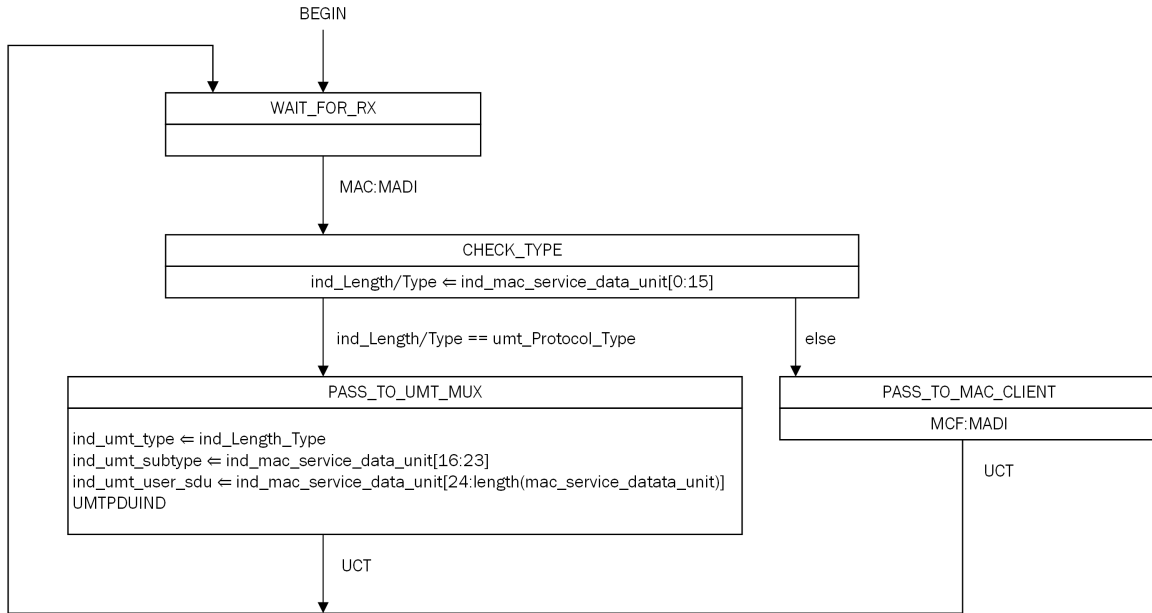 BEGIN
WAIT_FOR_RX
MAC:MADI
CHECK_TYPE
ind_Length/Type ⇐ ind_mac_service_data_unit[0:15]
ind_Length/Type == umt_Protocol_Type
else
PASS_TO_UMT_MUX
ind_umt_type ⇐ ind_Length_Type
ind_umt_subtype ⇐ ind_mac_service_data_unit[16:23]
ind_umt_user_sdu ⇐ ind_mac_service_data_unit[24:length(mac_service_datata_unit)]
UMTPDUIND
PASS_TO_MAC_CLIENT
MCF:MADI
UCT
UCT